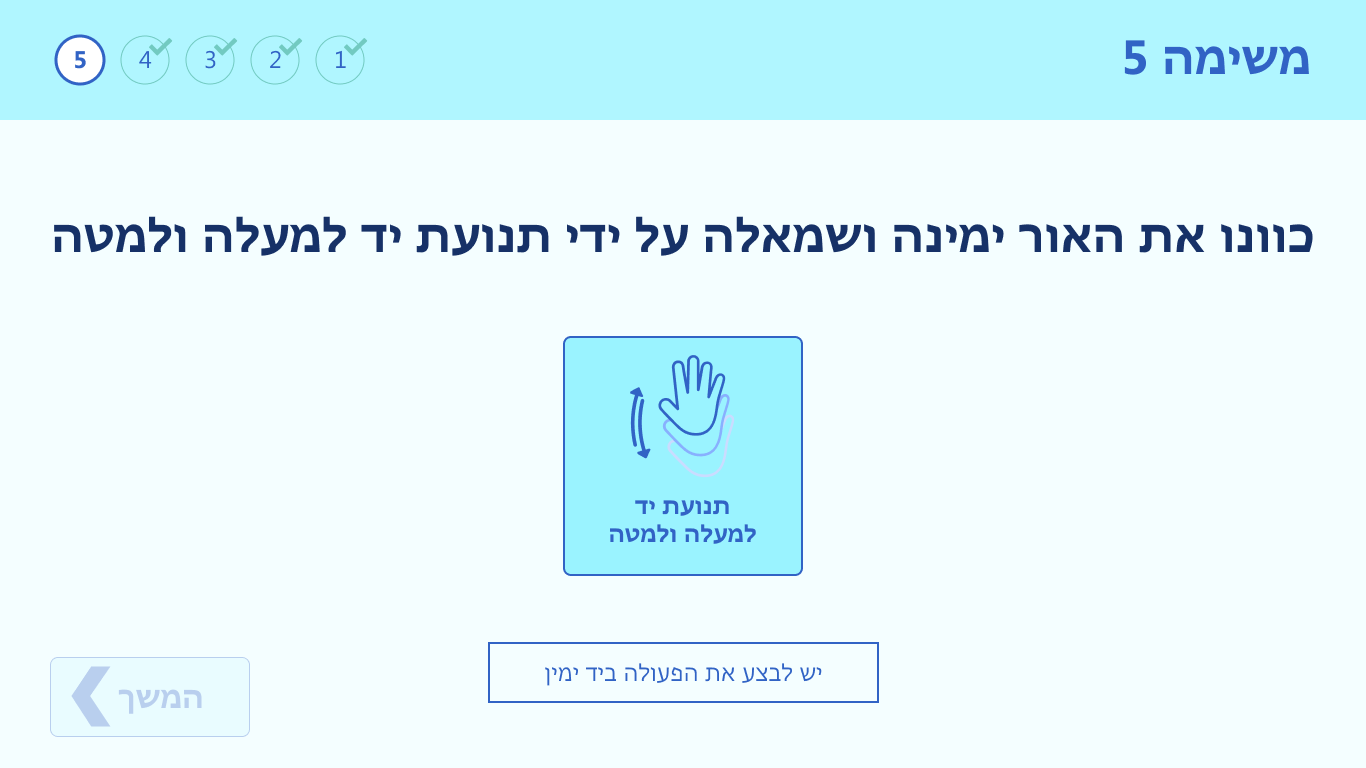 משימה 5
1
2
3
4
5
כוונו את האור ימינה ושמאלה על ידי תנועת יד למעלה ולמטה
תנועת יד
למעלה ולמטה
יש לבצע את הפעולה ביד ימין
המשך